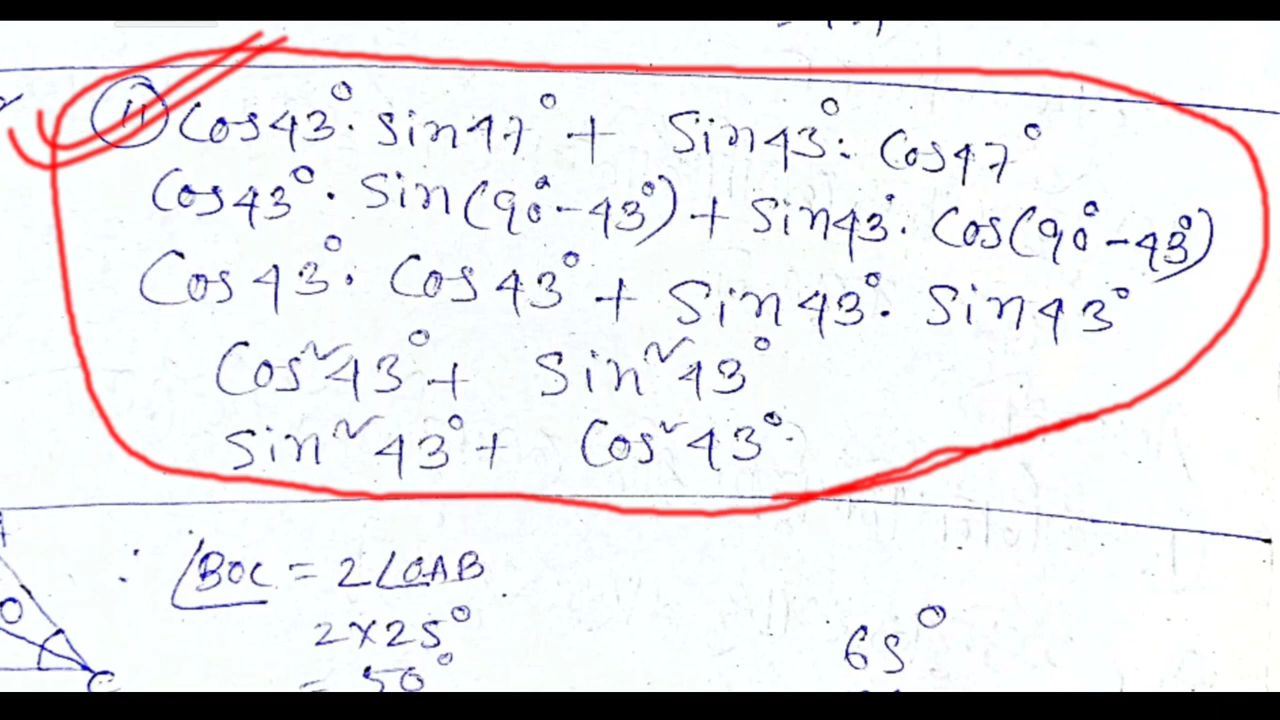 11 Cos43°. Sin47° + Sin43°. Cos47°
Cos43°. Sin(90°-43°) + Sin43°. Cos(90°-43°)
Cos43°. Cos43° + Sin43°. Sin43°
Cos²43° + Sin²43°
Sin²43° + Cos²43°
∴ ∠BOC = 2∠OAB
2×25°
= 50°
65°
O
C